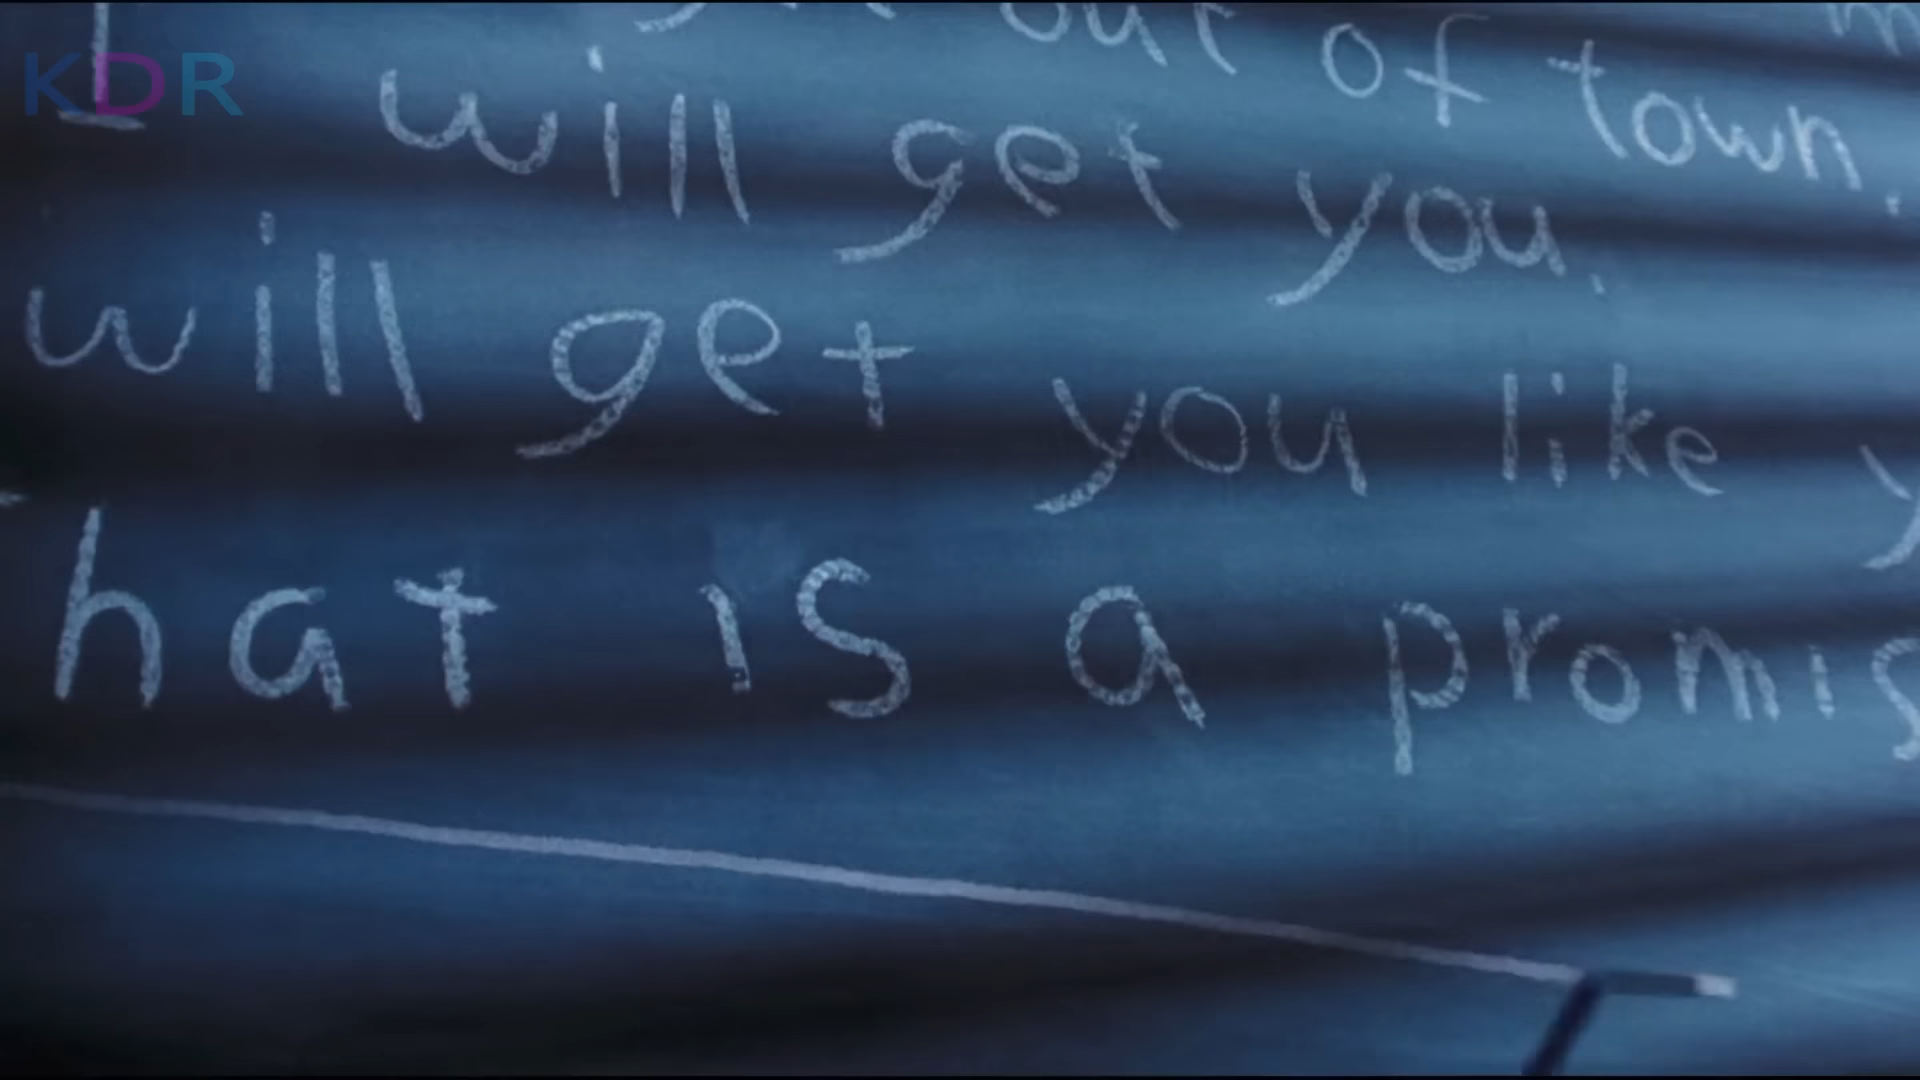 KDR
out of town.
I will get you.
will get you like
hat is a promis